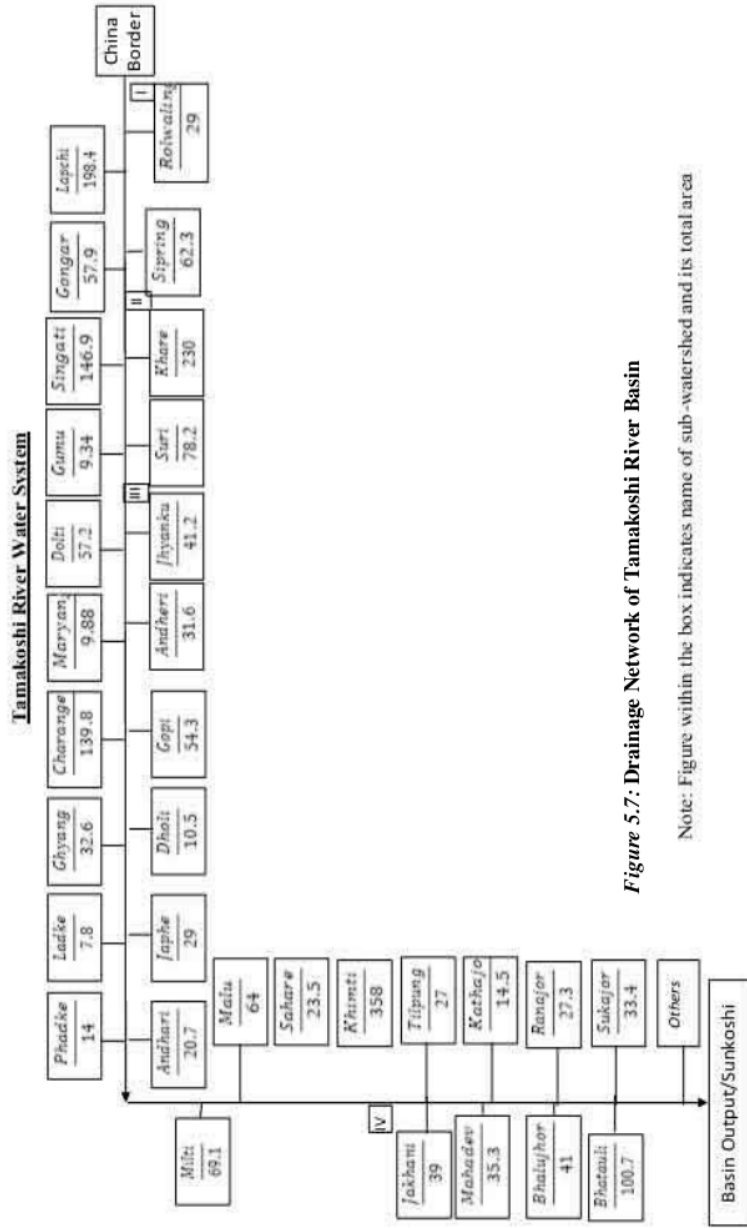 Tamakoshi River Water System
Phadke
14
Ladke
7.8
Ghyang
32.6
Charange
139.8
Maryan
9.88
Dolti
57.2
Gumu
9.34
Singati
146.9
Gongar
57.9
Lapchi
198.4
China
Border
Andhari
20.7
Japhe
29
Dholi
10.5
Gopi
54.3
Andheri
31.6
Jhyanku
41.2
III
Suri
78.2
Khare
230
II
Sipring
62.3
Rolwaling
29
I
Milti
69.1
Malu
64
Sahare
23.5
Khimti
358
IV
Jakhani
39
Tilpung
27
Mahadev
35.3
Kathajo
14.5
Bhalujhor
41
Ranajor
27.3
Bhatauli
100.7
Sukajor
33.4
Others
Basin Output/Sunkoshi
Figure 5.7: Drainage Network of Tamakoshi River Basin
Note: Figure within the box indicates name of sub-watershed and its total area